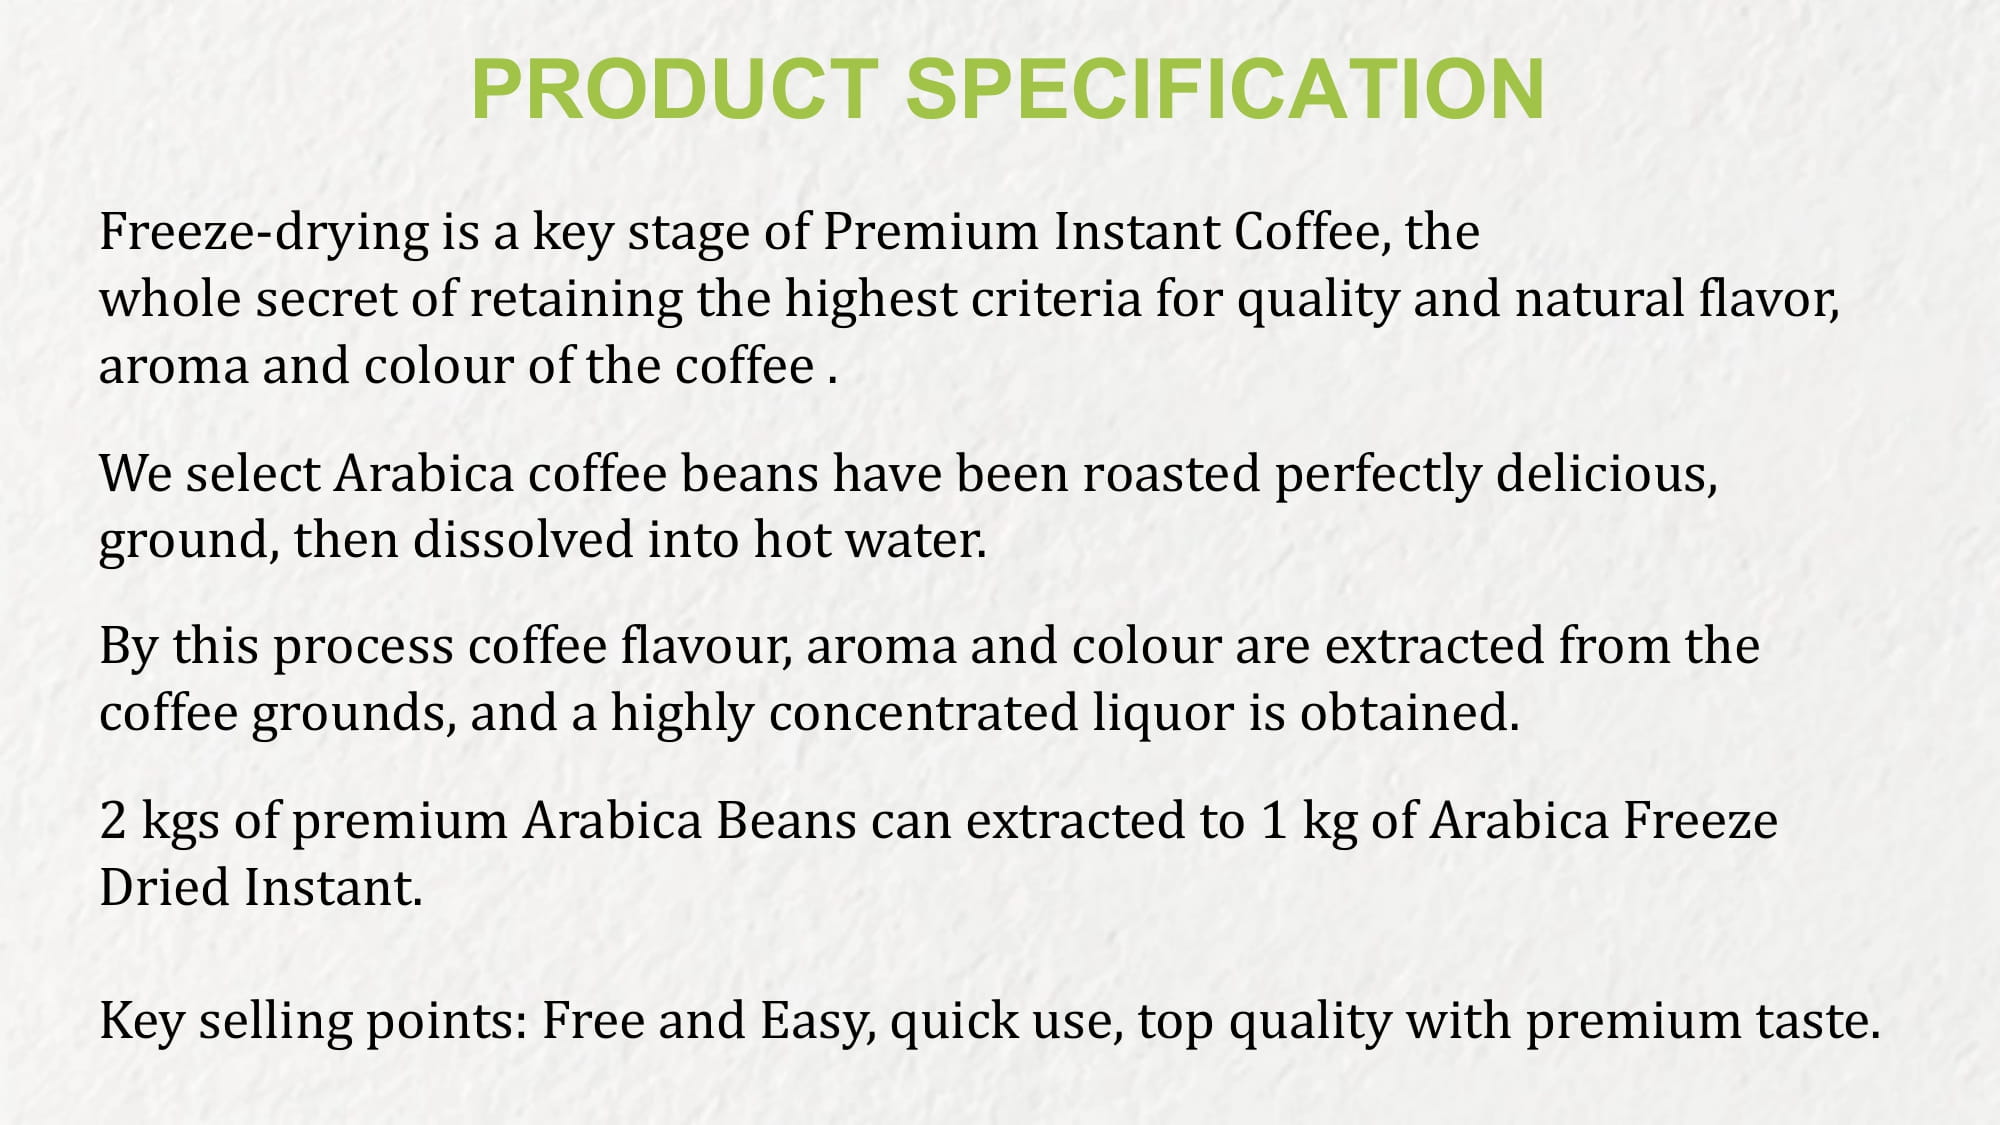 PRODUCT SPECIFICATION
Freeze-drying is a key stage of Premium Instant Coffee, the
whole secret of retaining the highest criteria for quality and natural flavor,
aroma and colour of the coffee .
We select Arabica coffee beans have been roasted perfectly delicious,
ground, then dissolved into hot water.
By this process coffee flavour, aroma and colour are extracted from the
coffee grounds, and a highly concentrated liquor is obtained.
2 kgs of premium Arabica Beans can extracted to 1 kg of Arabica Freeze
Dried Instant.
Key selling points: Free and Easy, quick use, top quality with premium taste.